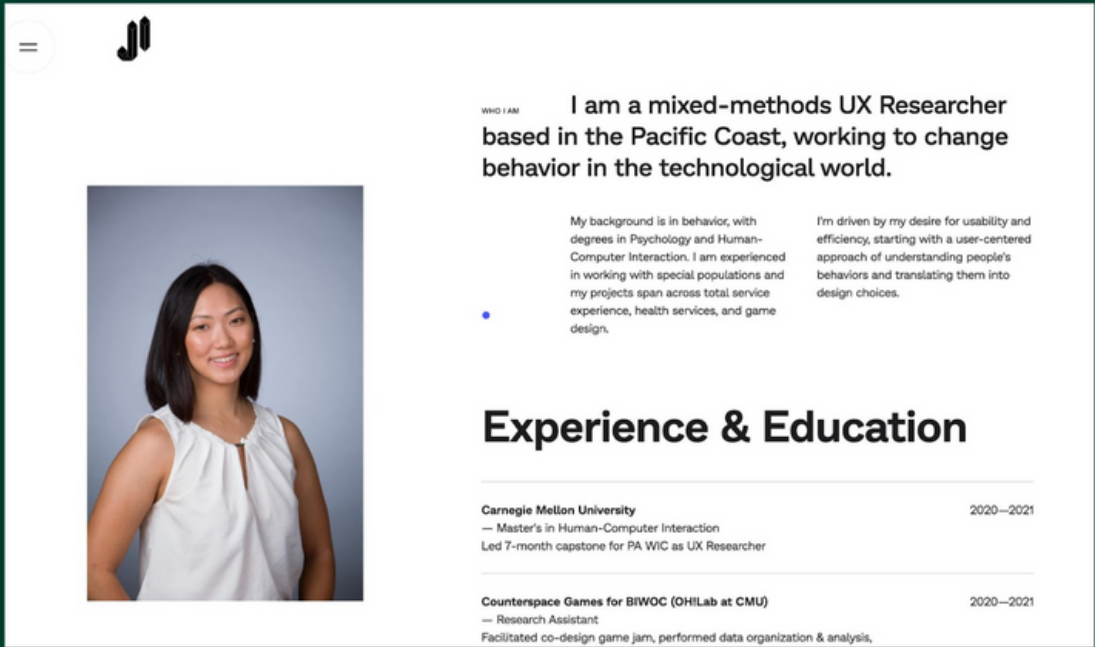 WHO I AM
I am a mixed-methods UX Researcher
based in the Pacific Coast, working to change
behavior in the technological world.
My background is in behavior, with
degrees in Psychology and Human-
Computer Interaction. I am experienced
in working with special populations and
my projects span across total service
experience, health services, and game
design.
I'm driven by my desire for usability and
efficiency, starting with a user-centered
approach of understanding people's
behaviors and translating them into
design choices.
Experience & Education
Carnegie Mellon University 2020—2021
— Master's in Human-Computer Interaction
Led 7-month capstone for PA WIC as UX Researcher
Counterspace Games for BIWOC (OH!Lab at CMU) 2020—2021
— Research Assistant
Facilitated co-design game jam, performed data organization & analysis,